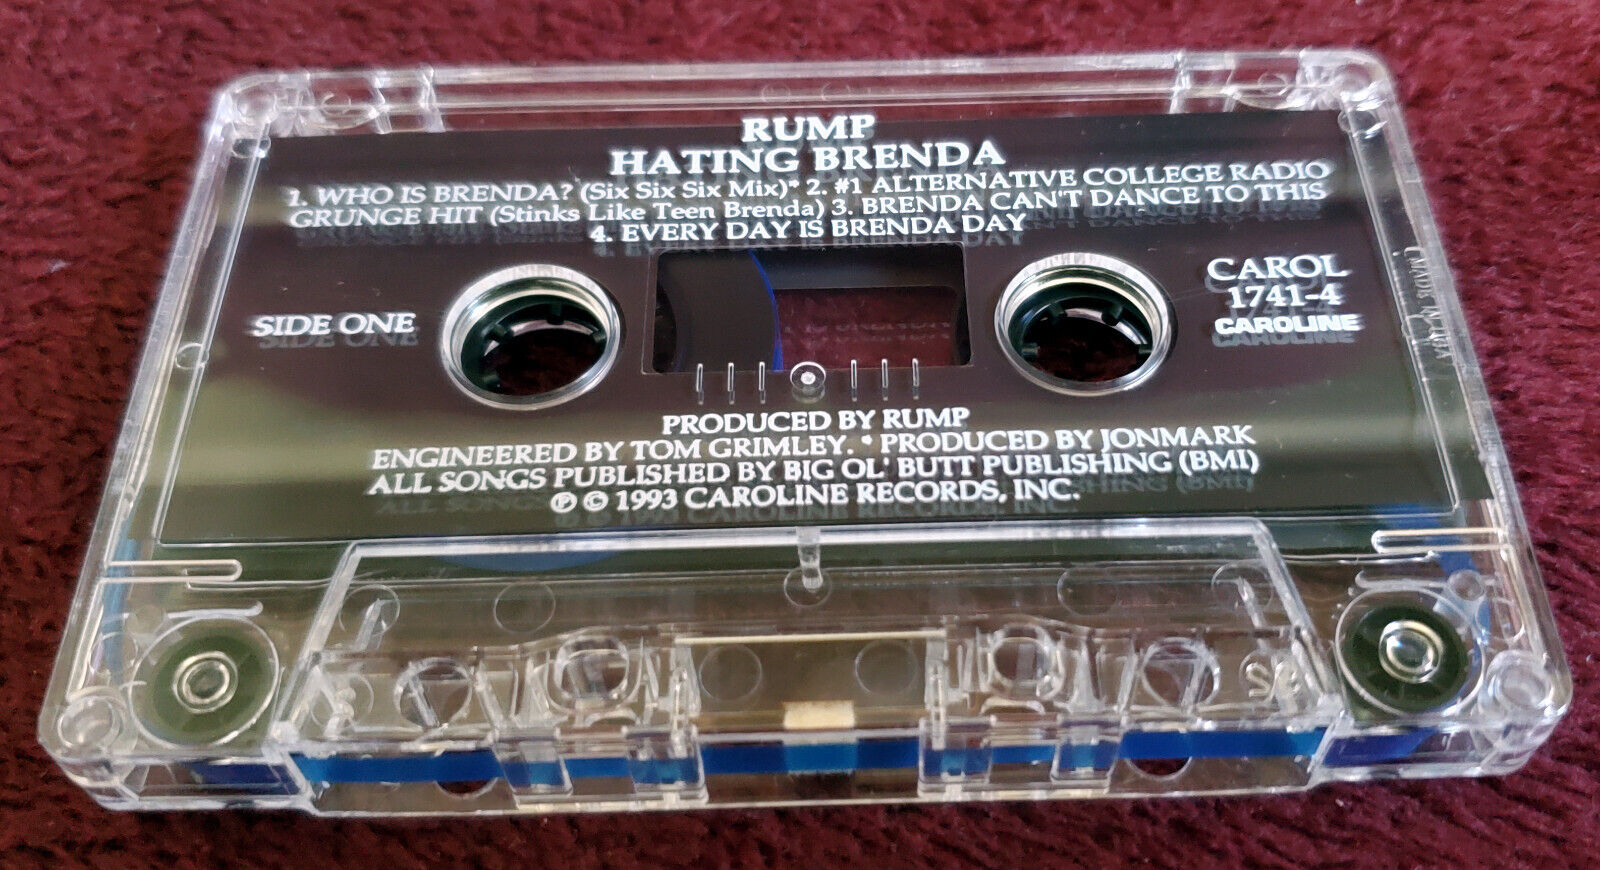 RUMP
HATING BRENDA
1. WHO IS BRENDA? (Six Six Six Mix)* 2. #1 ALTERNATIVE COLLEGE RADIO
GRUNGE HIT (Stinks Like Teen Brenda) 3. BRENDA CAN'T DANCE TO THIS
4. EVERY DAY IS BRENDA DAY
SIDE ONE
CAROL
1741-4
CAROLINE
PRODUCED BY RUMP
ENGINEERED BY TOM GRIMLEY. * PRODUCED BY JONMARK
ALL SONGS PUBLISHED BY BIG OL' BUTT PUBLISHING (BMI)
℗ © 1993 CAROLINE RECORDS, INC.
MADE IN